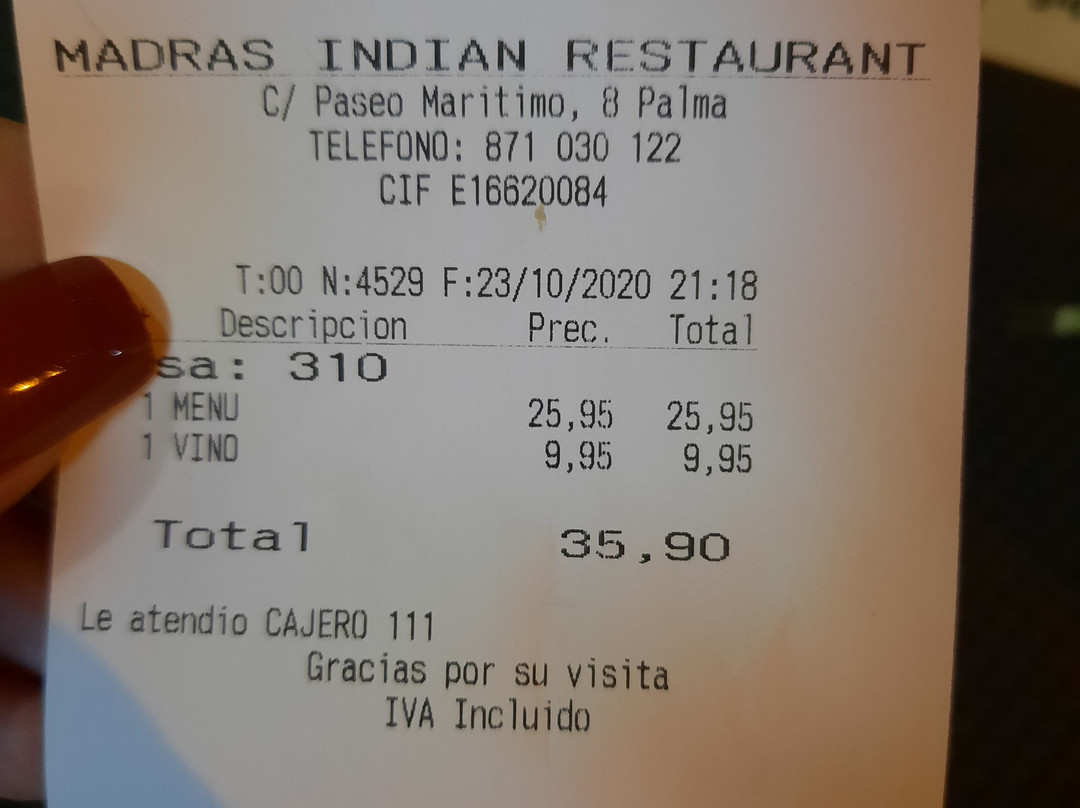 MADRAS INDIAN RESTAURANT
C/ Paseo Maritimo, 8 Palma
TELEFONO: 871 030 122
CIF E16620084
T:00 N:4529 F:23/10/2020 21:18
Descripcion Prec. Total
sa: 310
1 MENU 25,95 25,95
1 VINO 9,95 9,95
Total 35,90
Le atendio CAJERO 111
Gracias por su visita
IVA Incluido